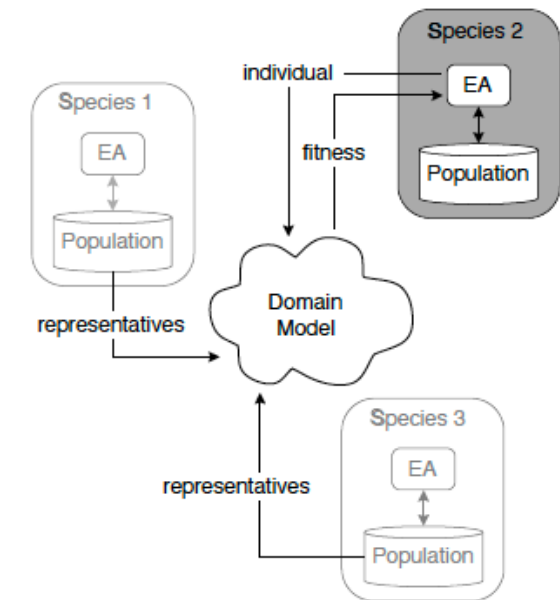 Species 2
individual
EA
fitness
Population
Species 1
EA
Population
representatives
Domain
Model
Species 3
EA
representatives
Population